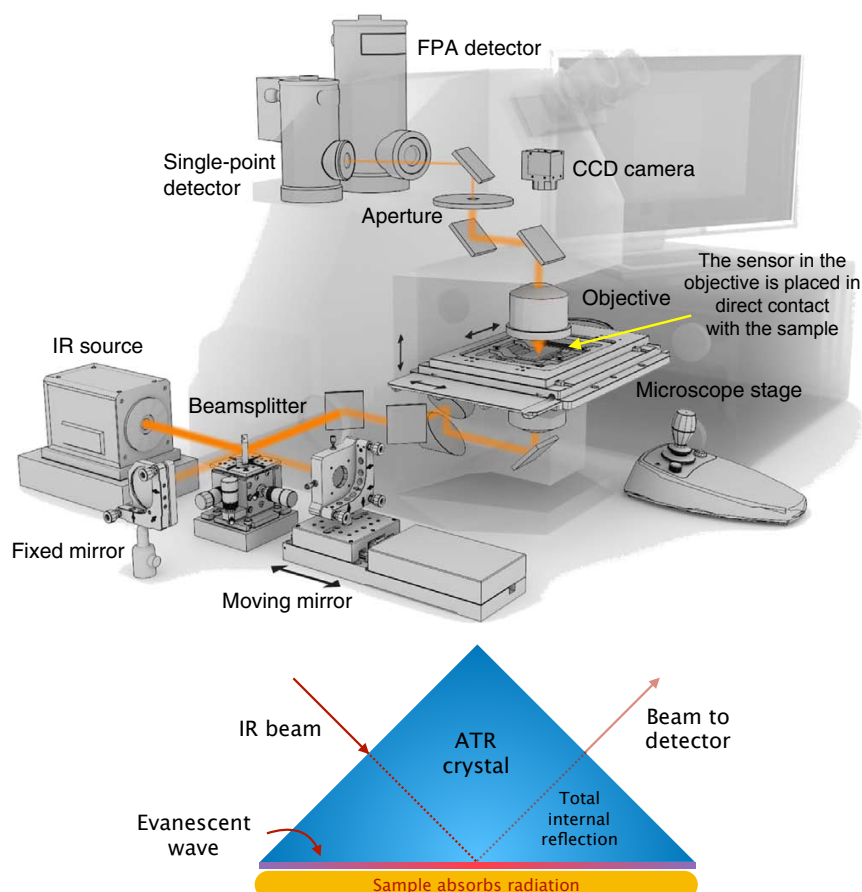 FPA detector
Single-point
detector
CCD camera
Aperture
The sensor in the
objective is placed in
direct contact
with the sample
Objective
IR source
Beamsplitter
Microscope stage
Fixed mirror
Moving mirror
IR beam
ATR
crystal
Beam to
detector
Total
internal
reflection
Evanescent
wave
Sample absorbs radiation